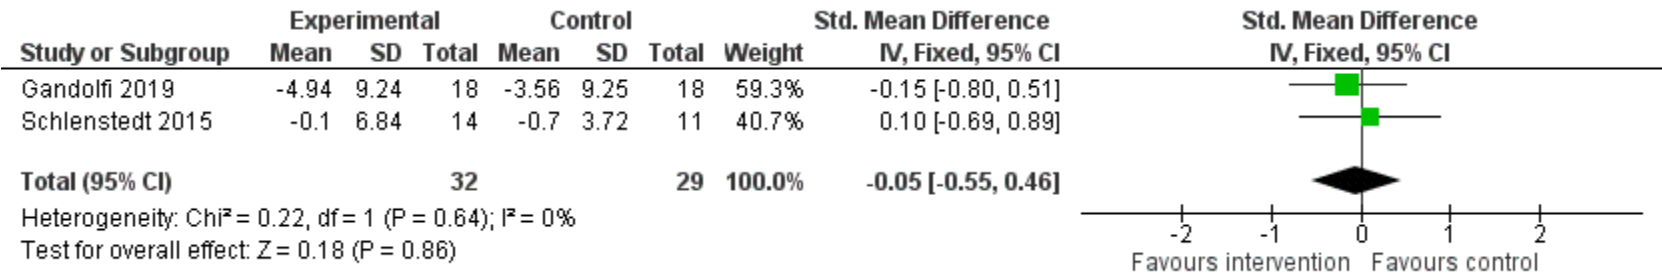 Experimental Control Std. Mean Difference Std. Mean Difference
Study or Subgroup Mean SD Total Mean SD Total Weight IV, Fixed, 95% CI IV, Fixed, 95% CI
Gandolfi 2019 -4.94 9.24 18 -3.56 9.25 18 59.3% -0.15 [-0.80, 0.51]
Schlenstedt 2015 -0.1 6.84 14 -0.7 3.72 11 40.7% 0.10 [-0.69, 0.89]
Total (95% CI) 32 29 100.0% -0.05 [-0.55, 0.46]
Heterogeneity: Chi² = 0.22, df = 1 (P = 0.64); I² = 0%
Test for overall effect: Z = 0.18 (P = 0.86)
-2 -1 0 1 2
Favours intervention Favours control